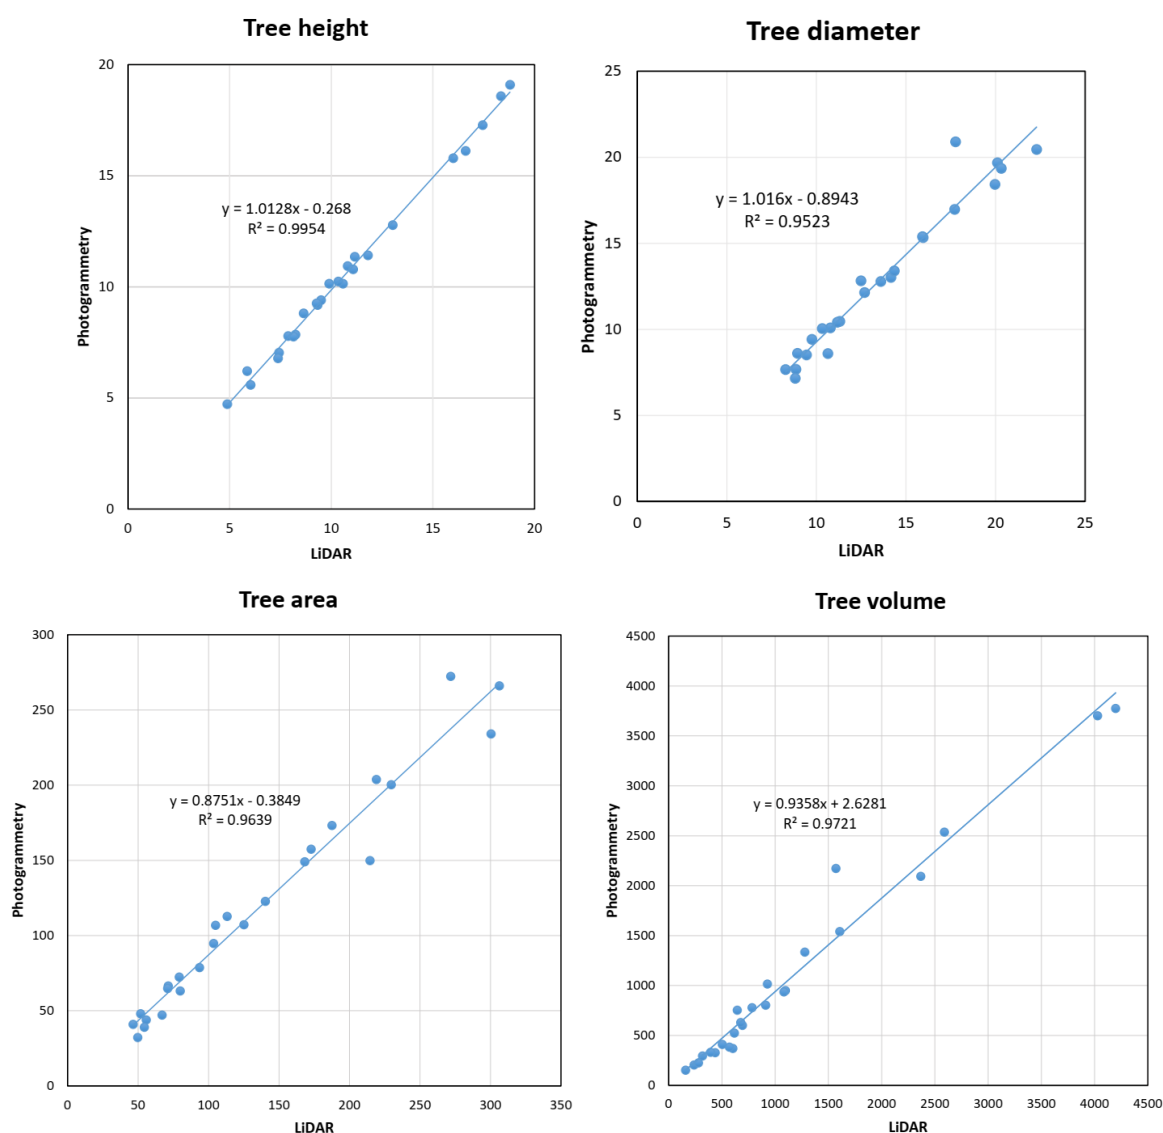 Tree height
20
15
10
5
0
0 5 10 15 20
Photogrammetry
LiDAR
y = 1.0128x - 0.268
R² = 0.9954
Tree diameter
25
20
15
10
5
0
0 5 10 15 20 25
Photogrammetry
LiDAR
y = 1.016x - 0.8943
R² = 0.9523
Tree area
300
250
200
150
100
50
0
0 50 100 150 200 250 300 350
Photogrammetry
LiDAR
y = 0.8751x - 0.3849
R² = 0.9639
Tree volume
4500
4000
3500
3000
2500
2000
1500
1000
500
0
0 500 1000 1500 2000 2500 3000 3500 4000 4500
Photogrammetry
LiDAR
y = 0.9358x + 2.6281
R² = 0.9721